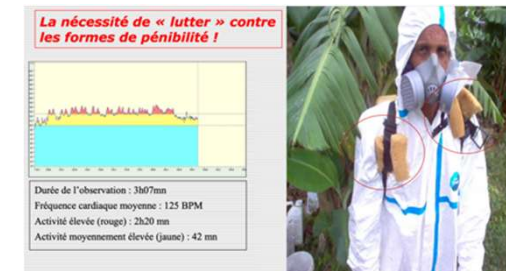 La nécessité de « lutter » contre
les formes de pénibilité !
Durée de l'observation : 3h07mn
Fréquence cardiaque moyenne : 125 BPM
Activité élevée (rouge) : 2h20 mn
Activité moyennement élevée (jaune) : 42 mn